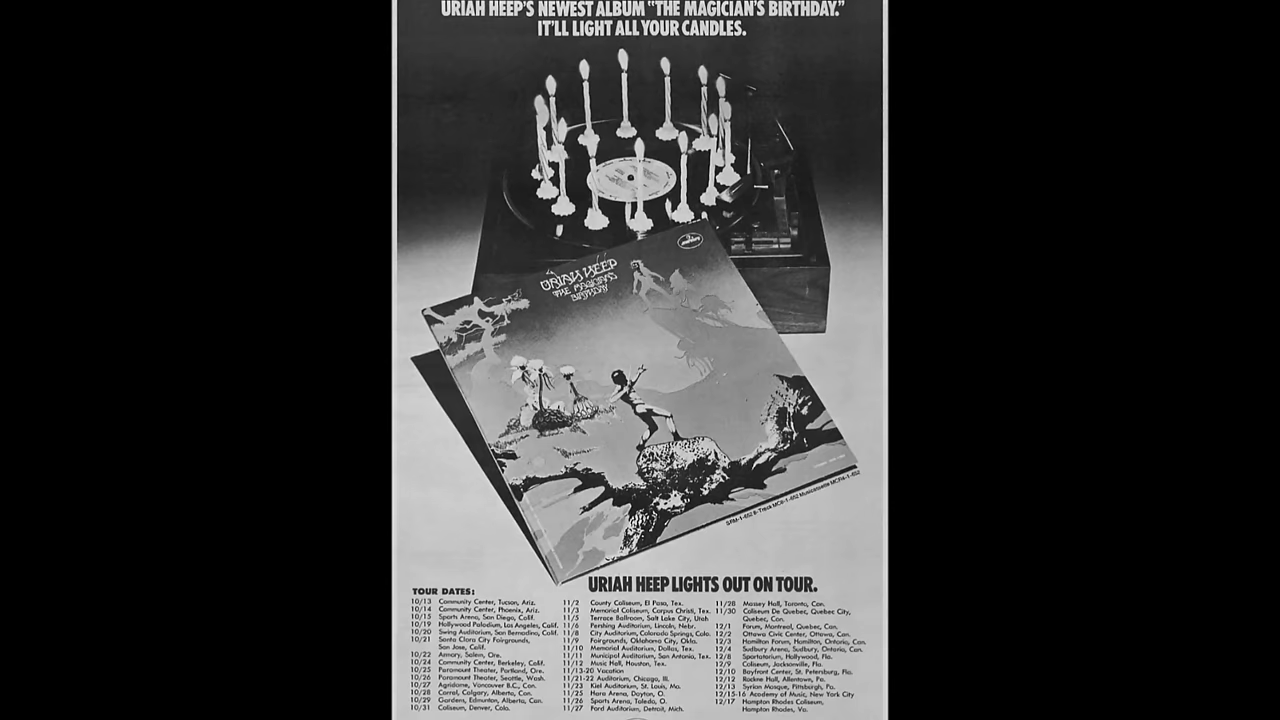 URIAH HEEP'S NEWEST ALBUM "THE MAGICIAN'S BIRTHDAY."
IT'LL LIGHT ALL YOUR CANDLES.
mercury
URIAH HEEP
THE MAGICIAN'S
BIRTHDAY
SRM-1-652 8-Track MC8-1-652 Musicassette MCR4-1-652
URIAH HEEP LIGHTS OUT ON TOUR.
TOUR DATES:
10/13 Community Center, Tucson, Ariz.
10/14 Community Center, Phoenix, Ariz.
10/15 Sports Arena, San Diego, Calif.
10/19 Hollywood Palodium, Los Angeles, Calif.
10/20 Swing Auditorium, San Bernadino, Calif.
10/21 Santa Clara City Fairgrounds,
San Jose, Calif.
10/22 Armory, Salem, Ore.
10/24 Community Center, Berkeley, Calif.
10/25 Paramount Theater, Portland, Ore.
10/26 Paramount Theater, Seattle, Wash.
10/27 Agridome, Vancouver B.C., Can.
10/28 Corral, Calgary, Alberta, Can.
10/29 Gardens, Edmonton, Alberta, Can.
10/31 Coliseum, Denver, Colo.
11/2 County Coliseum, El Paso, Tex.
11/3 Memorial Coliseum, Corpus Christi, Tex.
11/5 Terrace Ballroom, Salt Lake City, Utah
11/6 Pershing Auditorium, Lincoln, Nebr.
11/8 City Auditorium, Colorado Springs, Colo.
11/9 Fairgrounds, Oklahoma City, Okla.
11/10 Memorial Auditorium, Dallas, Tex.
11/11 Municipal Auditorium, San Antonio, Tex.
11/12 Music Hall, Houston, Tex.
11/13-20 Vacation
11/21-22 Auditorium, Chicago, Ill.
11/23 Kiel Auditorium, St. Louis, Mo.
11/25 Hara Arena, Dayton, O.
11/26 Sports Arena, Toledo, O.
11/27 Ford Auditorium, Detroit, Mich.
11/28 Massey Hall, Toronto, Can.
11/30 Coliseum De Quebec, Quebec City,
Quebec, Can.
12/1 Forum, Montreal, Quebec, Can.
12/2 Ottawa Civic Center, Ottawa, Can.
12/3 Hamilton Forum, Hamilton, Ontario, Can.
12/4 Sudbury Arena, Sudbury, Ontario, Can.
12/8 Sportatorium, Hollywood, Fla.
12/9 Coliseum, Jacksonville, Fla.
12/10 Bayfront Center, St. Petersburg, Fla.
12/12 Rockne Hall, Allentown, Pa.
12/13 Syrian Mosque, Pittsburgh, Pa.
12/15-16 Academy of Music, New York City
12/17 Hampton Rhodes Coliseum,
Hampton Rhodes, Va.